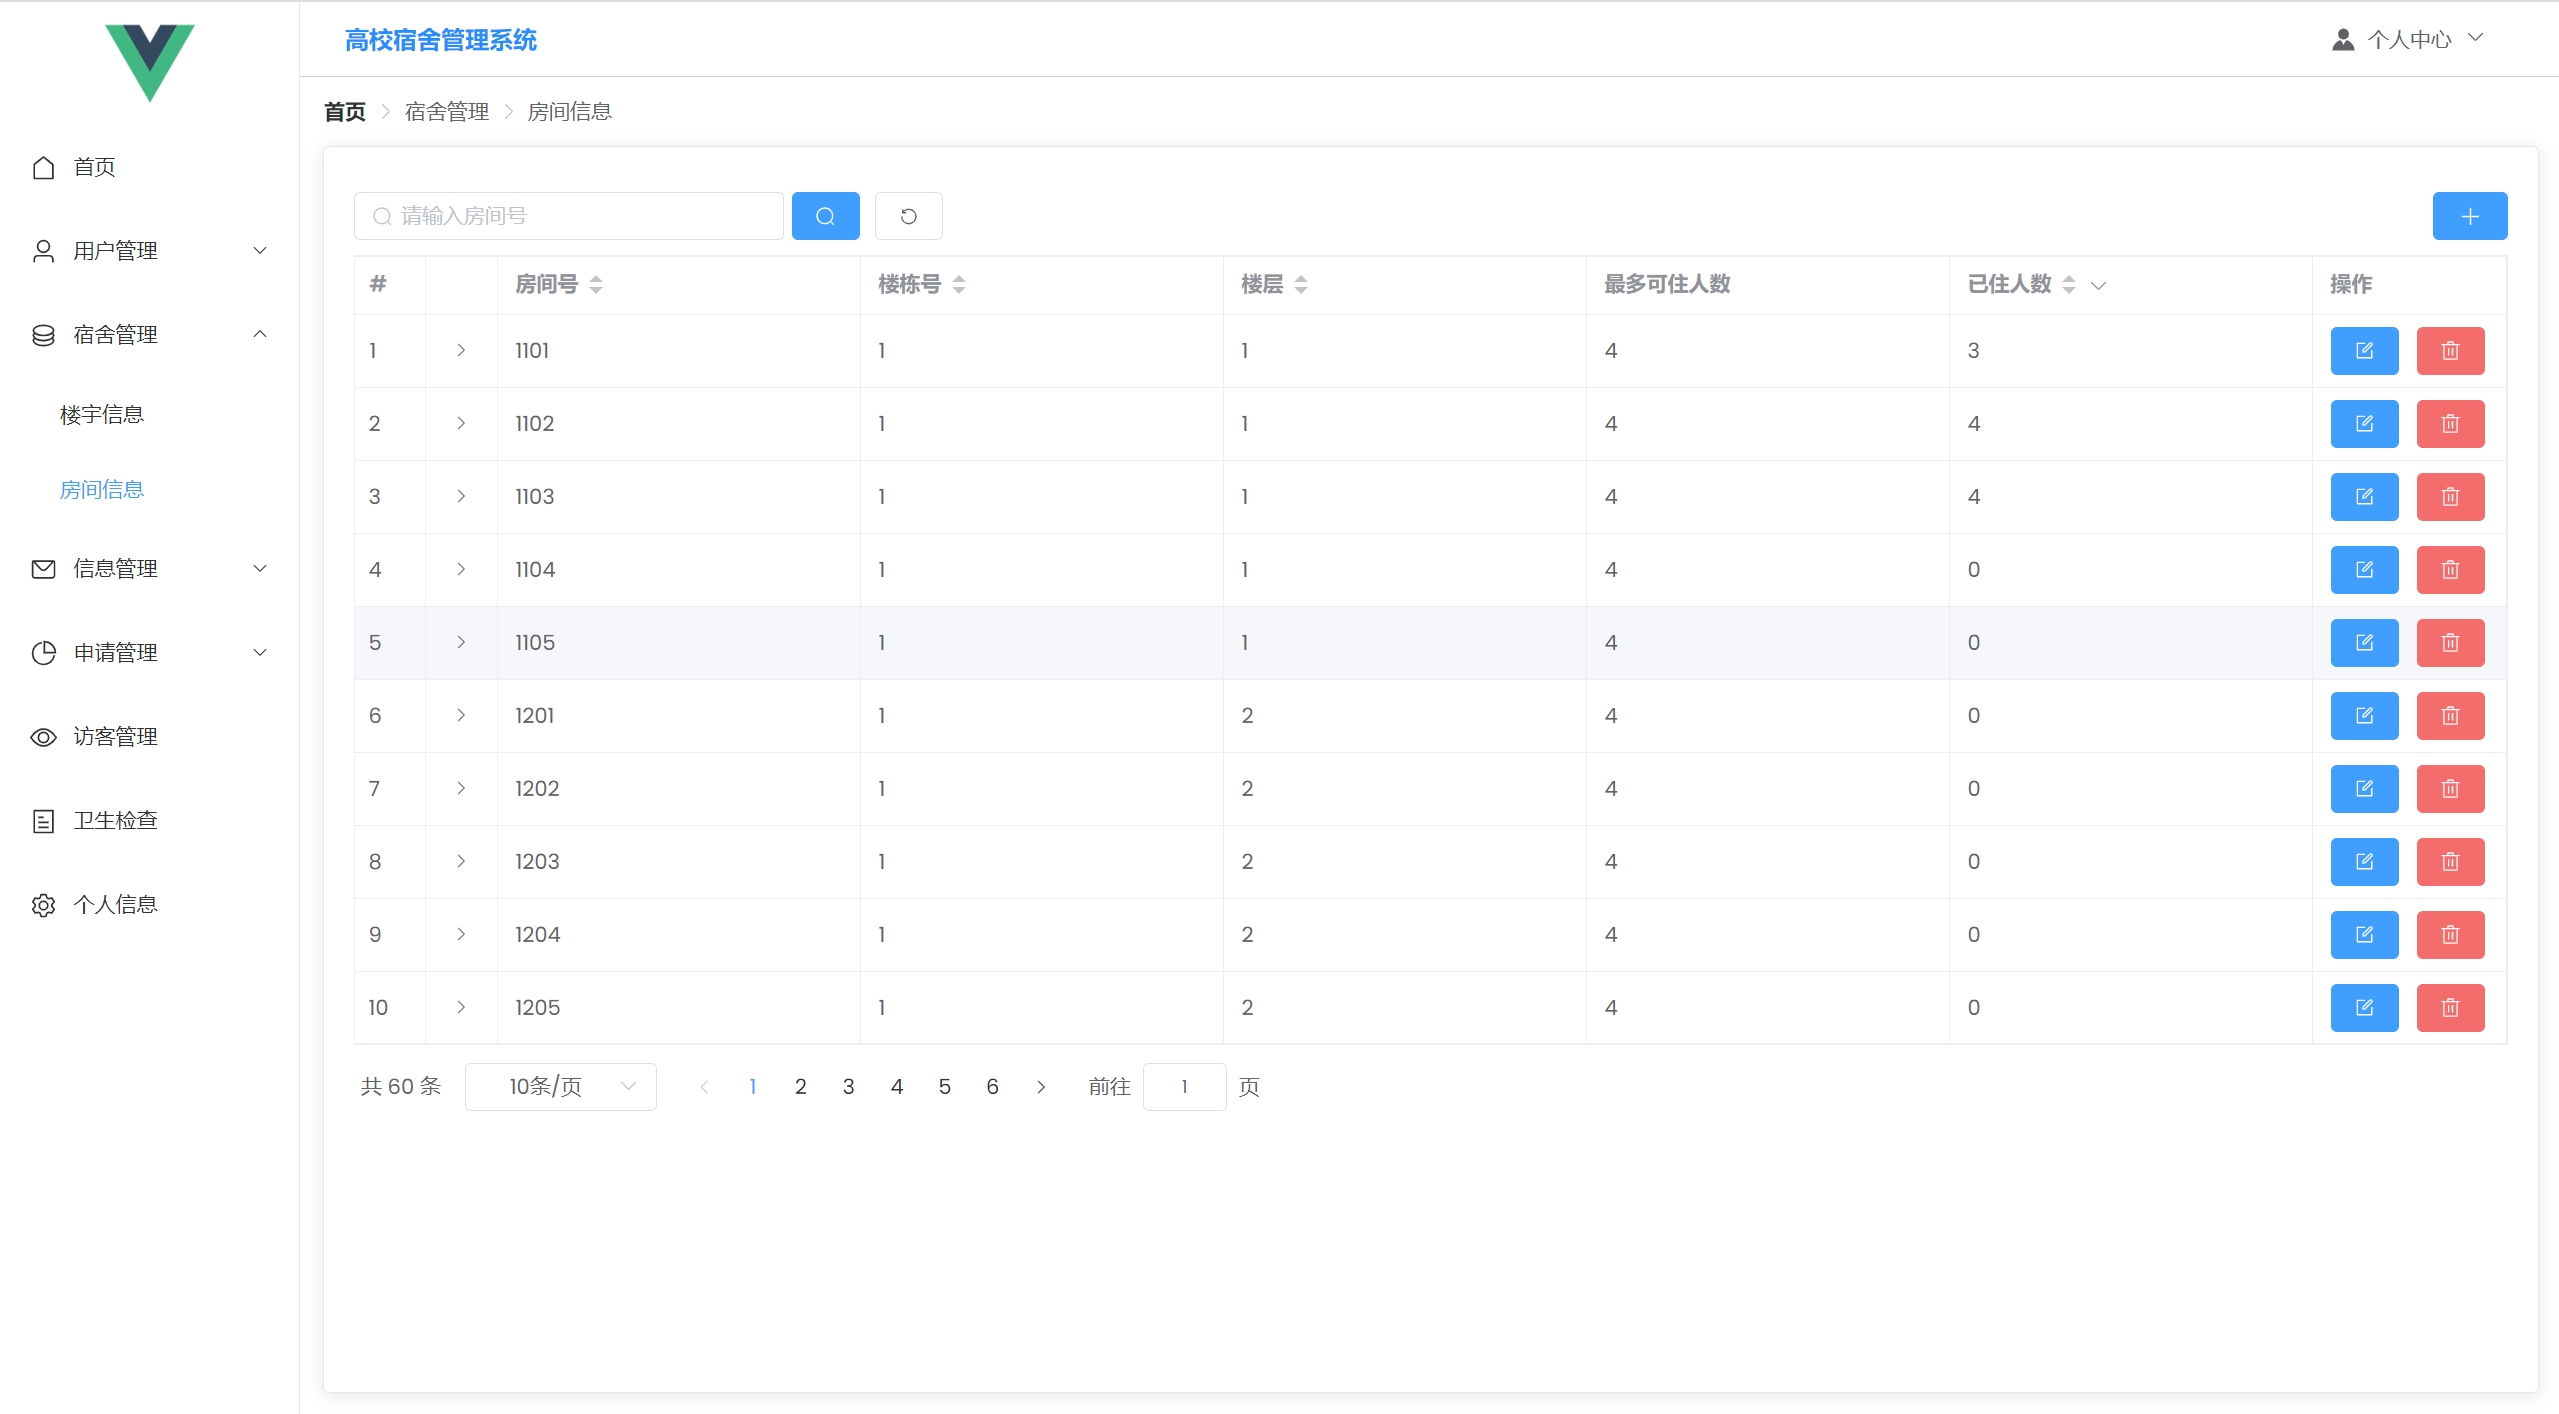 高校宿舍管理系统
个人中心
首页
用户管理
宿舍管理
楼宇信息
房间信息
信息管理
申请管理
访客管理
卫生检查
个人信息
首页 宿舍管理 房间信息
请输入房间号
# 房间号 楼栋号 楼层 最多可住人数 已住人数 操作
1 1101 1 1 4 3
2 1102 1 1 4 4
3 1103 1 1 4 4
4 1104 1 1 4 0
5 1105 1 1 4 0
6 1201 1 2 4 0
7 1202 1 2 4 0
8 1203 1 2 4 0
9 1204 1 2 4 0
10 1205 1 2 4 0
共 60 条 10条/页 1 2 3 4 5 6 前往 1 页